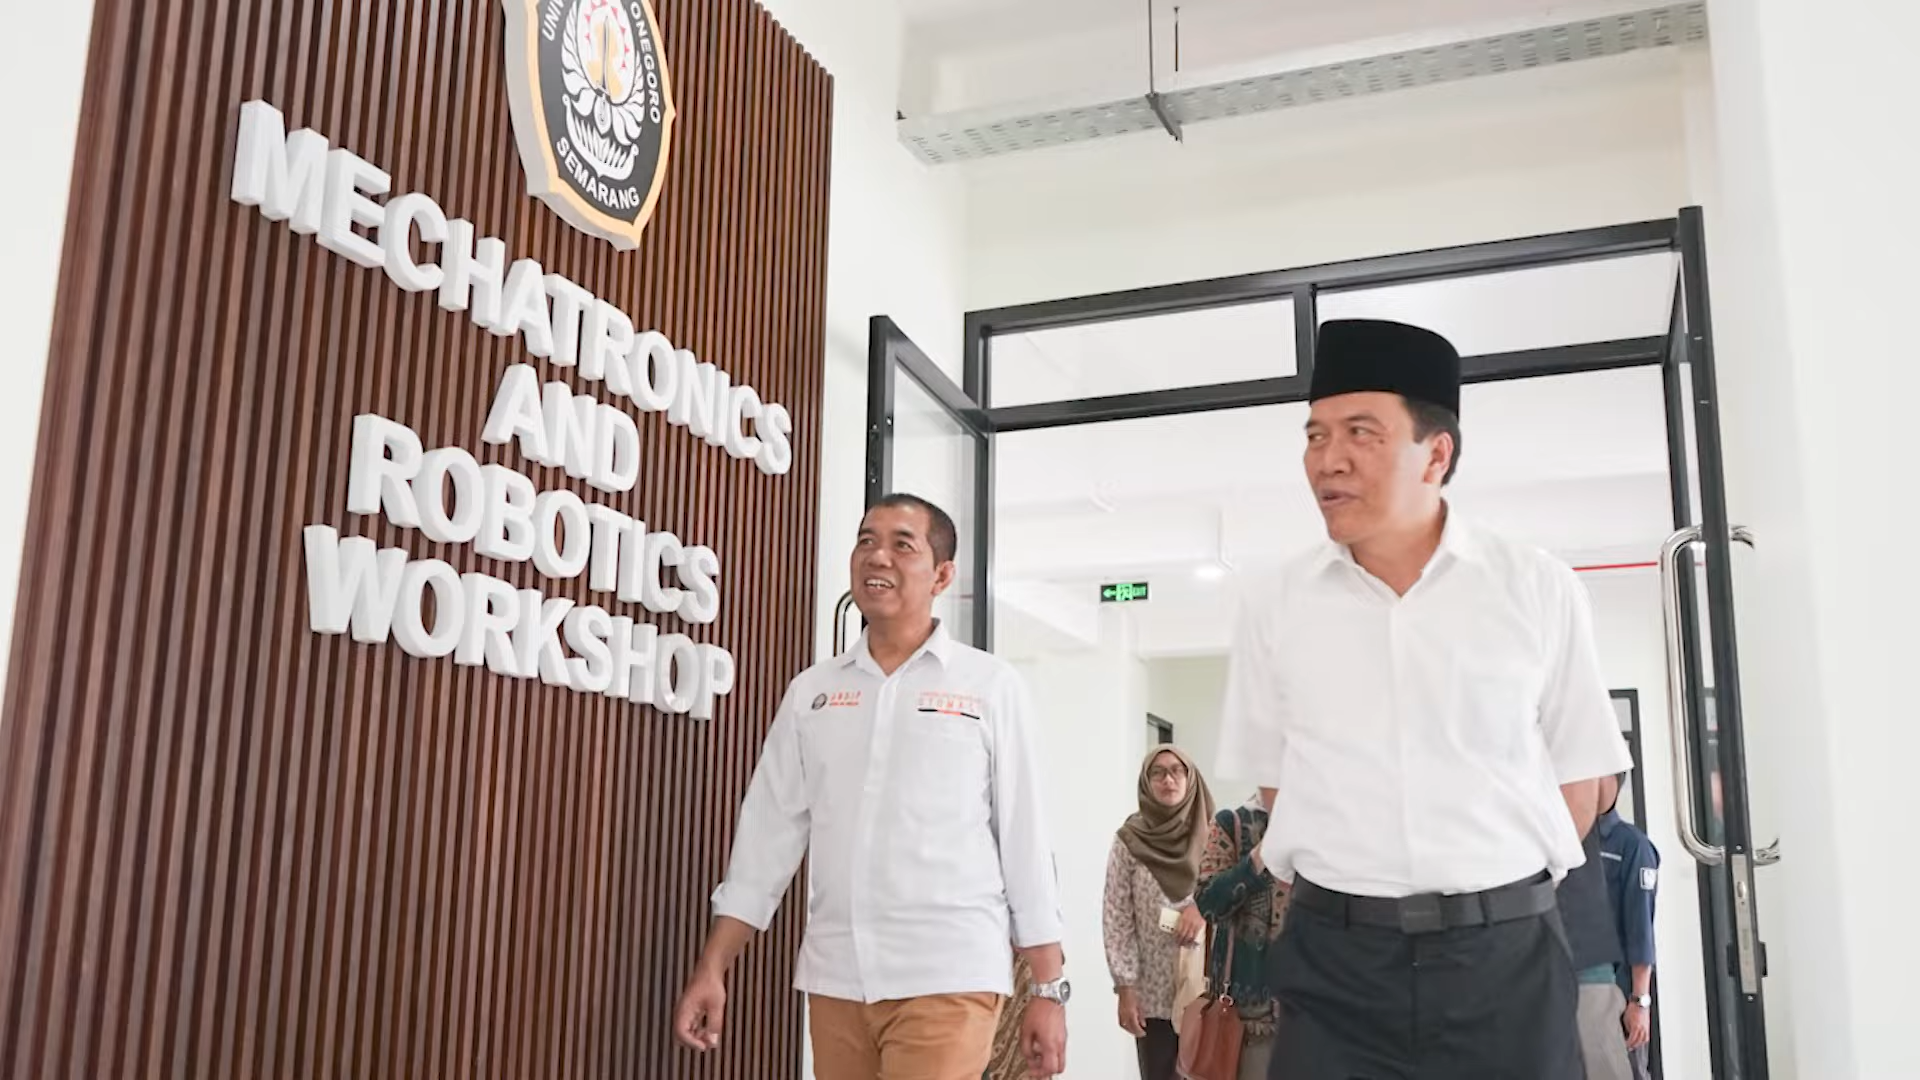 SEMARANG
MECHATRONICS
AND
ROBOTICS
WORKSHOP
EXIT